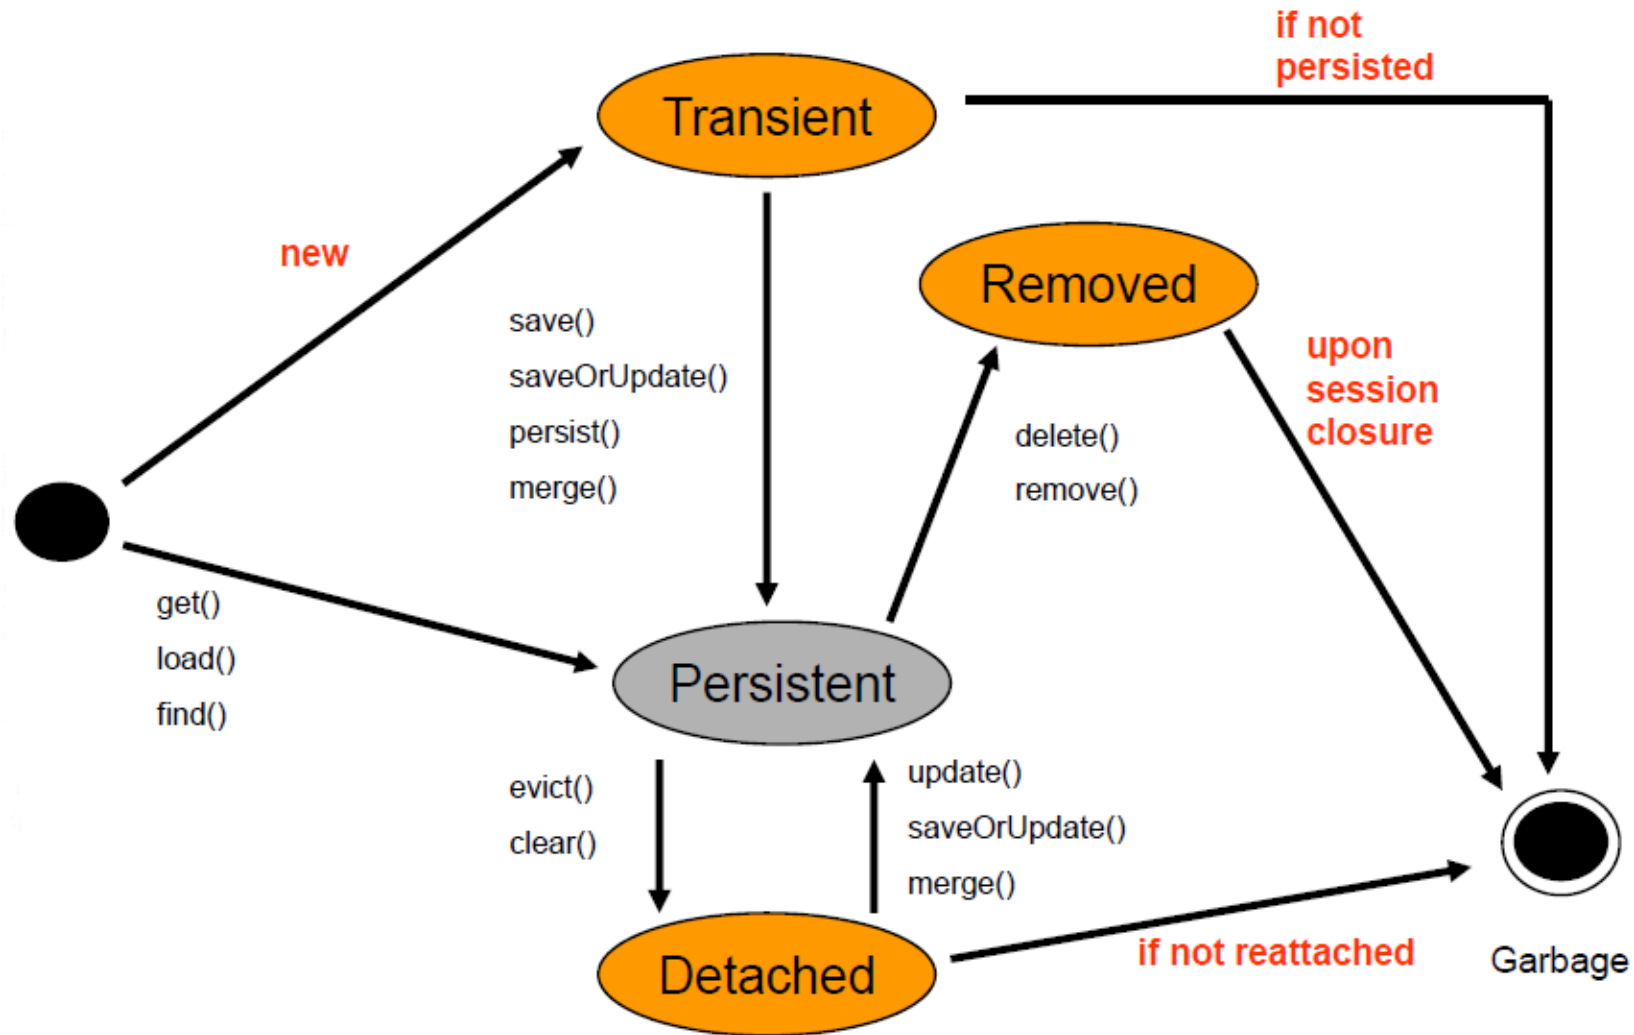 if not
persisted
Transient
new
Removed
save()
saveOrUpdate()
persist()
merge()
upon
session
closure
delete()
remove()
get()
load()
find()
Persistent
evict()
clear()
update()
saveOrUpdate()
merge()
Detached
if not reattached
Garbage